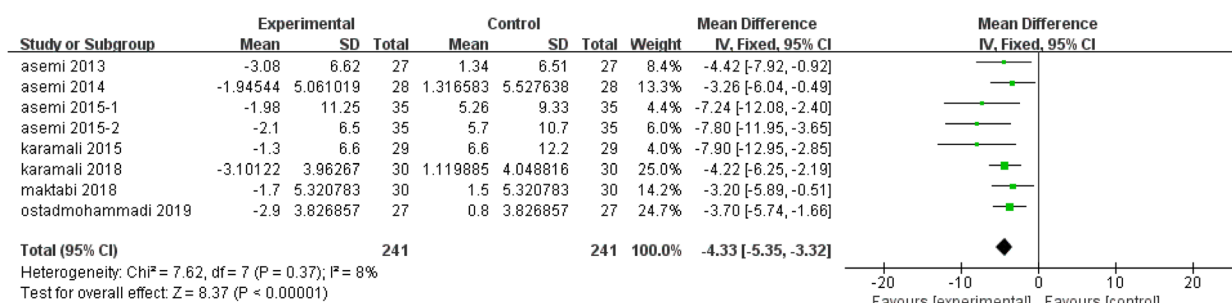 Experimental Control Mean Difference Mean Difference
Study or Subgroup Mean SD Total Mean SD Total Weight IV, Fixed, 95% CI IV, Fixed, 95% CI
asemi 2013 -3.08 6.62 27 1.34 6.51 27 8.4% -4.42 [-7.92, -0.92]
asemi 2014 -1.94544 5.061019 28 1.316583 5.527638 28 13.3% -3.26 [-6.04, -0.49]
asemi 2015-1 -1.98 11.25 35 5.26 9.33 35 4.4% -7.24 [-12.08, -2.40]
asemi 2015-2 -2.1 6.5 35 5.7 10.7 35 6.0% -7.80 [-11.95, -3.65]
karamali 2015 -1.3 6.6 29 6.6 12.2 29 4.0% -7.90 [-12.95, -2.85]
karamali 2018 -3.10122 3.96267 30 1.119885 4.048816 30 25.0% -4.22 [-6.25, -2.19]
maktabi 2018 -1.7 5.320783 30 1.5 5.320783 30 14.2% -3.20 [-5.89, -0.51]
ostadmohammadi 2019 -2.9 3.826857 27 0.8 3.826857 27 24.7% -3.70 [-5.74, -1.66]
Total (95% CI) 241 241 100.0% -4.33 [-5.35, -3.32]
Heterogeneity: Chi² = 7.62, df = 7 (P = 0.37); I² = 8%
Test for overall effect: Z = 8.37 (P < 0.00001)
-20 -10 0 10 20
Favours [experimental] Favours [control]